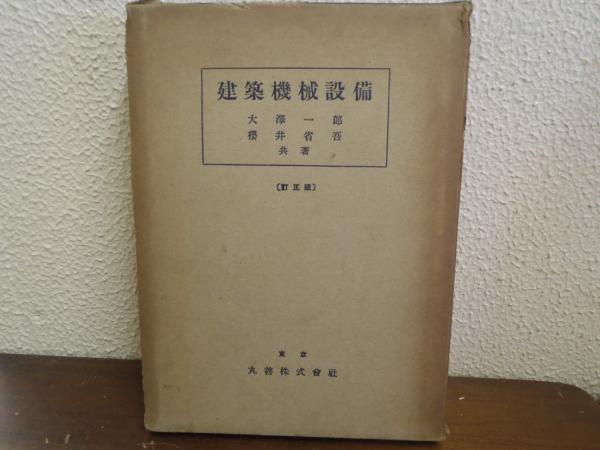 建築機械設備
大澤一郎
櫻井省吾
共著
〔訂正版〕
東京
丸善株式會社